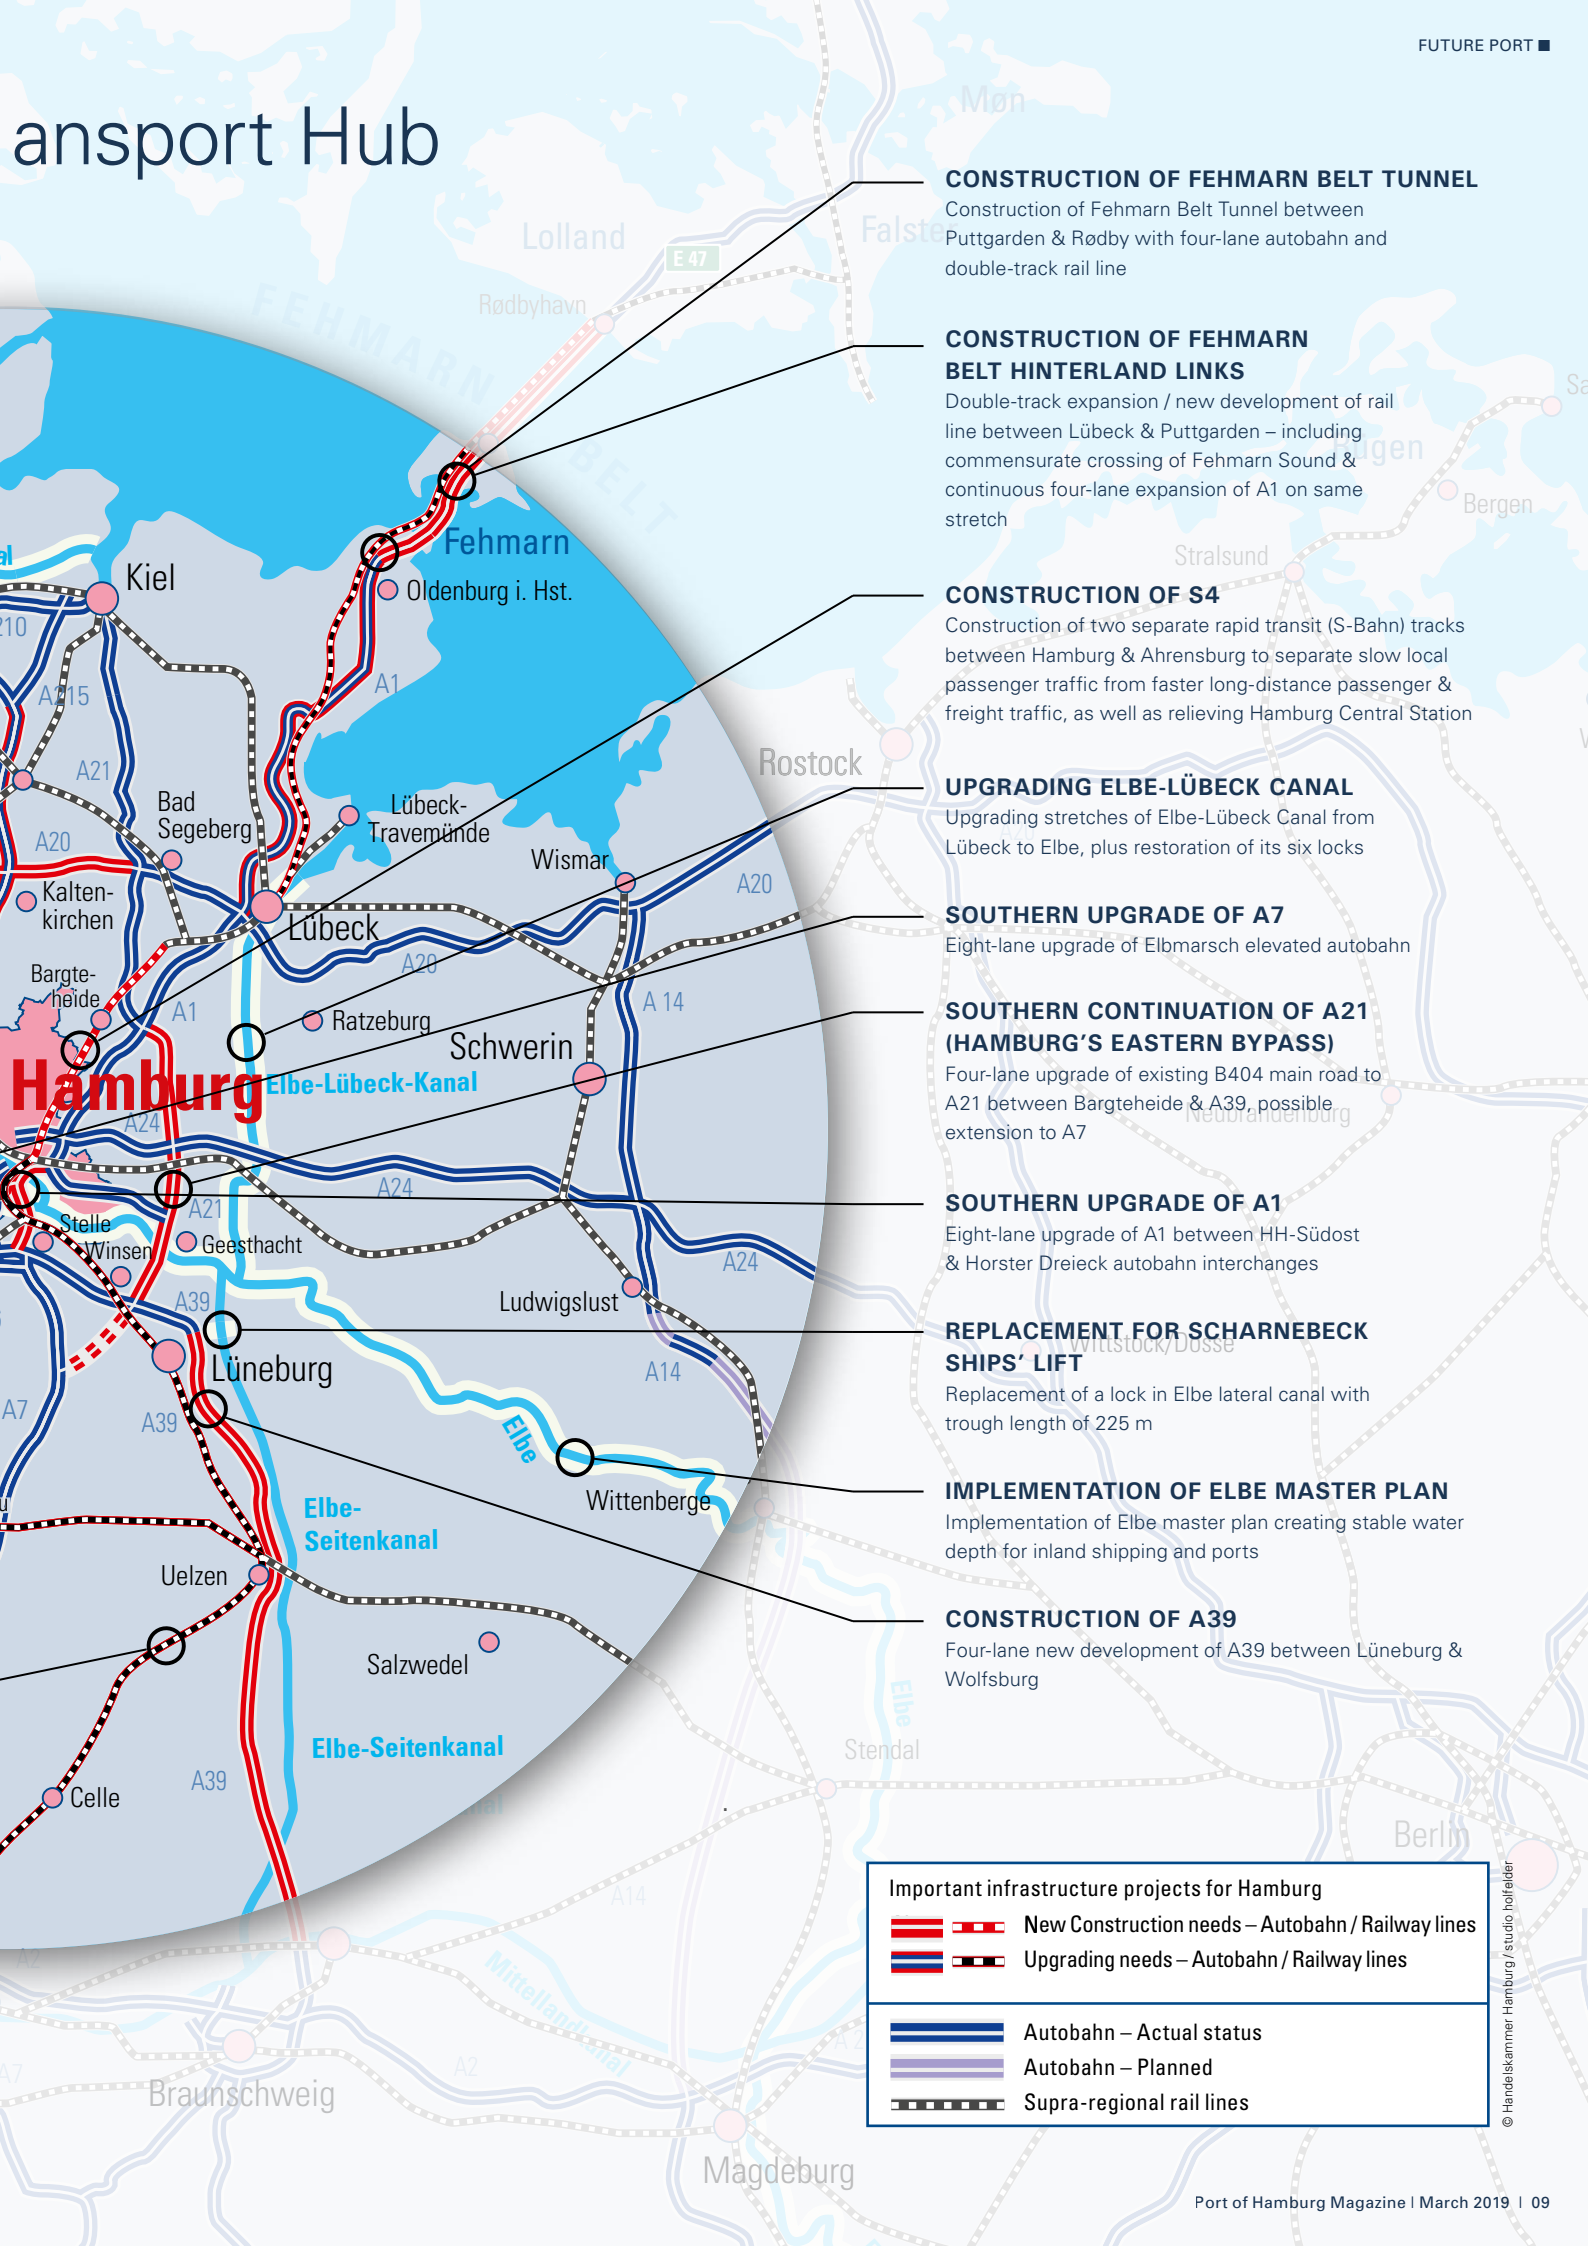 FUTURE PORT
ansport Hub
CONSTRUCTION OF FEHMARN BELT TUNNEL
Construction of Fehmarn Belt Tunnel between
Puttgarden & Rødby with four-lane autobahn and
double-track rail line
CONSTRUCTION OF FEHMARN
BELT HINTERLAND LINKS
Double-track expansion / new development of rail
line between Lübeck & Puttgarden – including
commensurate crossing of Fehmarn Sound &
continuous four-lane expansion of A1 on same
stretch
CONSTRUCTION OF S4
Construction of two separate rapid transit (S-Bahn) tracks
between Hamburg & Ahrensburg to separate slow local
passenger traffic from faster long-distance passenger &
freight traffic, as well as relieving Hamburg Central Station
UPGRADING ELBE-LÜBECK CANAL
Upgrading stretches of Elbe-Lübeck Canal from
Lübeck to Elbe, plus restoration of its six locks
SOUTHERN UPGRADE OF A7
Eight-lane upgrade of Elbmarsch elevated autobahn
SOUTHERN CONTINUATION OF A21
(HAMBURG'S EASTERN BYPASS)
Four-lane upgrade of existing B404 main road to
A21 between Bargteheide & A39, possible
extension to A7
SOUTHERN UPGRADE OF A1
Eight-lane upgrade of A1 between HH-Südost
& Horster Dreieck autobahn interchanges
REPLACEMENT FOR SCHARNEBECK
SHIPS' LIFT
Replacement of a lock in Elbe lateral canal with
trough length of 225 m
IMPLEMENTATION OF ELBE MASTER PLAN
Implementation of Elbe master plan creating stable water
depth for inland shipping and ports
CONSTRUCTION OF A39
Four-lane new development of A39 between Lüneburg &
Wolfsburg
Møn
Lolland
Falster
E 47
Rødbyhavn
FEHMARN
BELT
Rügen
Bergen
Stralsund
Rostock
A20
Neubrandenburg
Wittstock/Dosse
Elbe
Stendal
Berlin
A14
A2
Mittellandkanal
A2
A2
A7
Braunschweig
Magdeburg
Fehmarn
Oldenburg i. Hst.
Kiel
A215
A1
A21
Bad
Segeberg
Lübeck-
Travemünde
A20
Wismar
Kalten-
kirchen
A20
Lübeck
A20
Bargte-
heide
A1
A 14
Ratzeburg
Schwerin
Hamburg
Elbe-Lübeck-Kanal
A24
A24
A21
Stelle
Winsen
Geesthacht
A24
A39
Ludwigslust
Lüneburg
A14
A7
A39
Elbe
Wittenberge
Elbe-
Seitenkanal
Uelzen
Salzwedel
Elbe-Seitenkanal
A39
Celle
Important infrastructure projects for Hamburg
New Construction needs – Autobahn / Railway lines
Upgrading needs – Autobahn / Railway lines
Autobahn – Actual status
Autobahn – Planned
Supra-regional rail lines
© Handelskammer Hamburg / studio holfelder
Port of Hamburg Magazine | March 2019 | 09